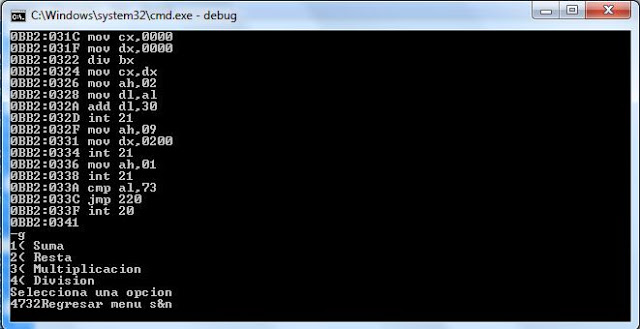 C:\Windows\system32\cmd.exe - debug
0BB2:031C mov cx,0000
0BB2:031F mov dx,0000
0BB2:0322 div bx
0BB2:0324 mov cx,dx
0BB2:0326 mov ah,02
0BB2:0328 mov dl,al
0BB2:032A add dl,30
0BB2:032D int 21
0BB2:032F mov ah,09
0BB2:0331 mov dx,0200
0BB2:0334 int 21
0BB2:0336 mov ah,01
0BB2:0338 int 21
0BB2:033A cmp al,73
0BB2:033C jmp 220
0BB2:033F int 20
0BB2:0341
-g
1< Suma
2< Resta
3< Multiplicacion
4< Division
Selecciona una opcion
4732Regresar menu s&n